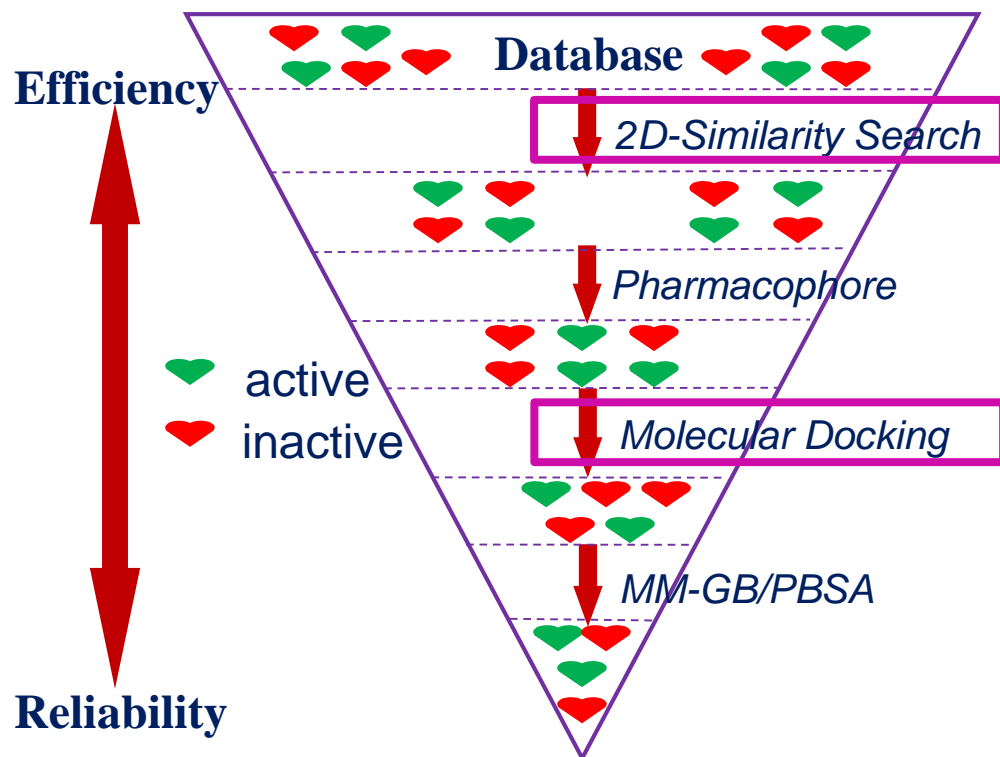 Database
Efficiency
2D-Similarity Search
Pharmacophore
active
inactive
Molecular Docking
MM-GB/PBSA
Reliability